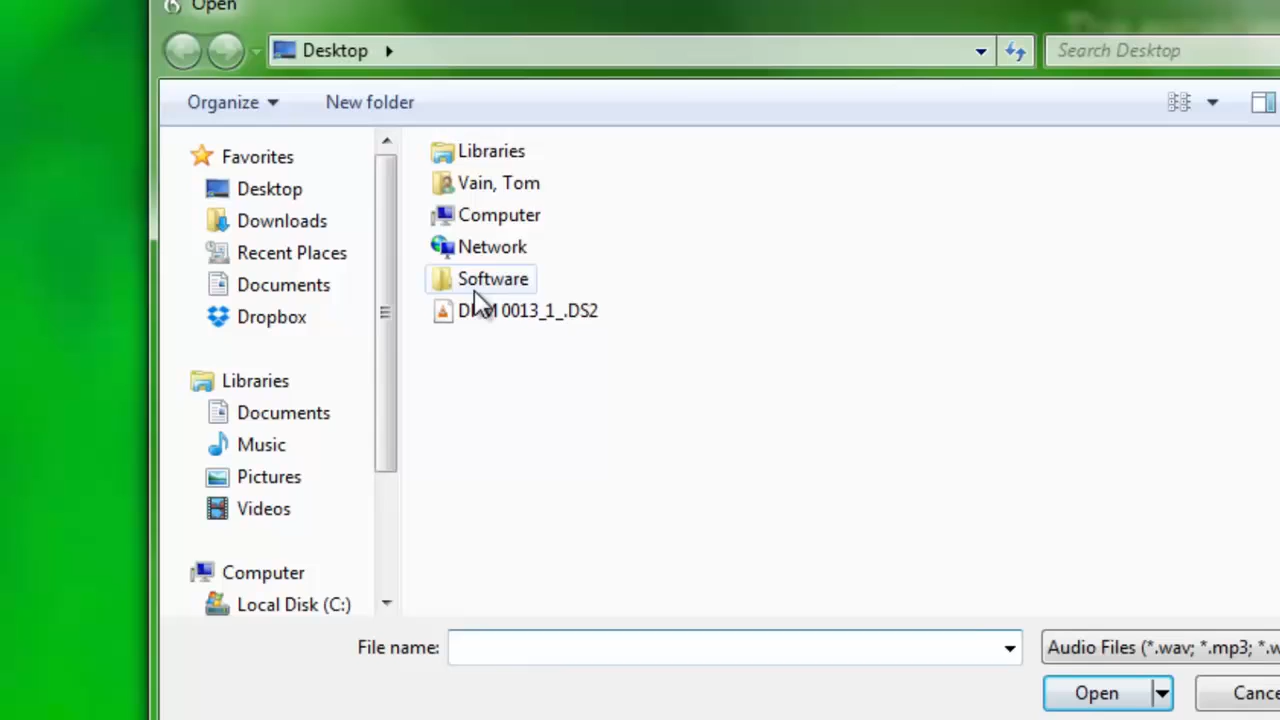 Open
Desktop
Search Desktop
Organize
New folder
Favorites
Desktop
Downloads
Recent Places
Documents
Dropbox
Libraries
Documents
Music
Pictures
Videos
Computer
Local Disk (C:)
Libraries
Vain, Tom
Computer
Network
Software
0013_1_.DS2
File name:
Audio Files (*.wav; *.mp3; *.w
Open
Cance